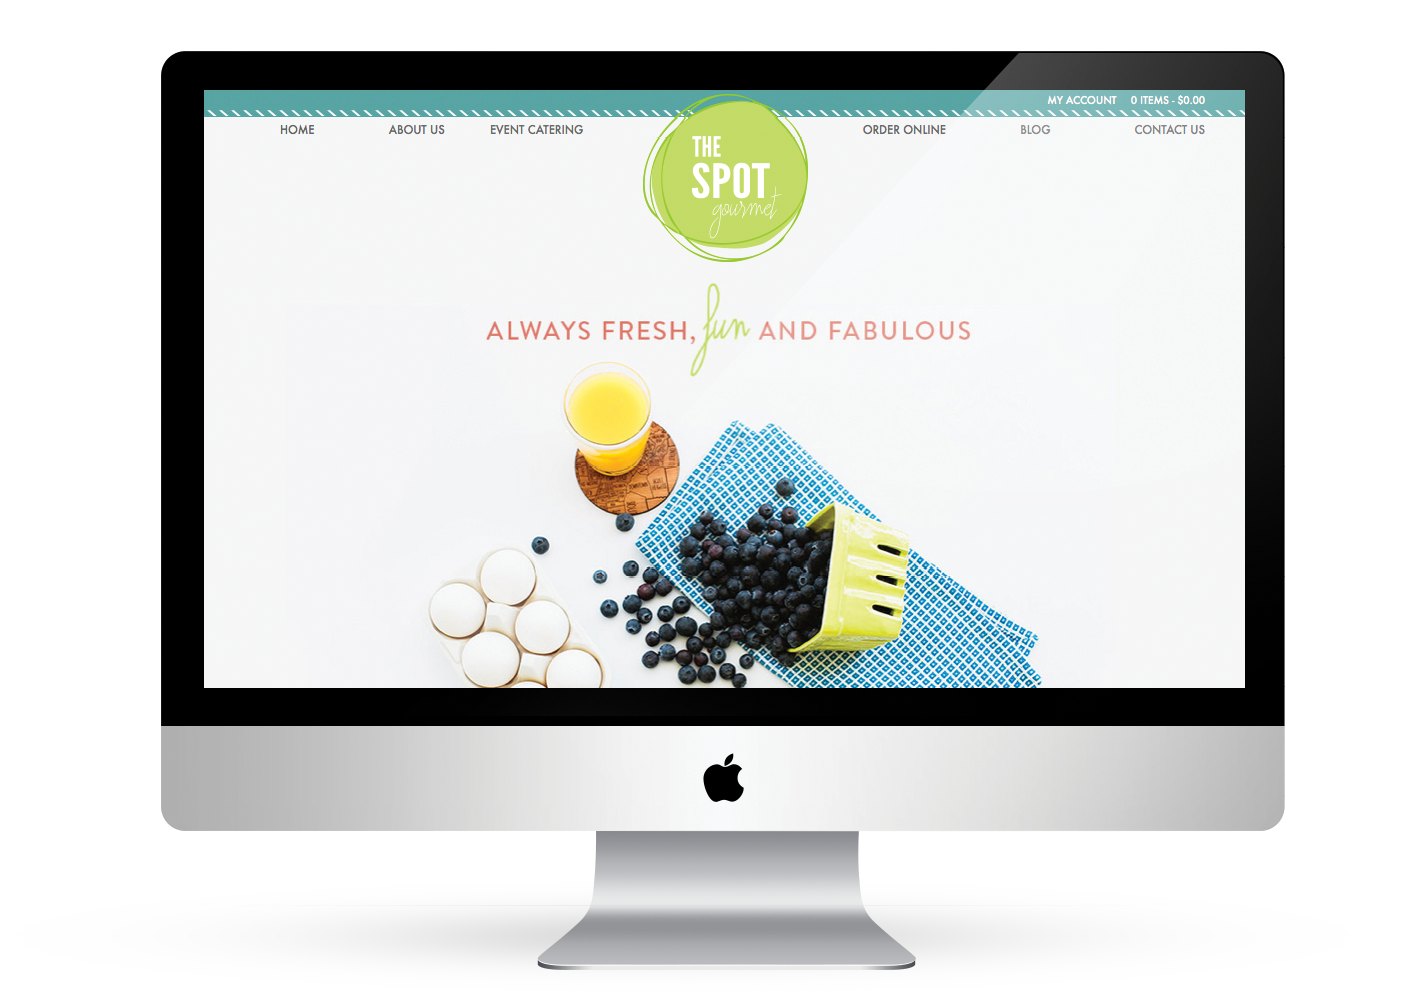 MY ACCOUNT 0 ITEMS - $0.00
HOME ABOUT US EVENT CATERING ORDER ONLINE BLOG CONTACT US
THE
SPOT
gourmet
ALWAYS FRESH, fun AND FABULOUS